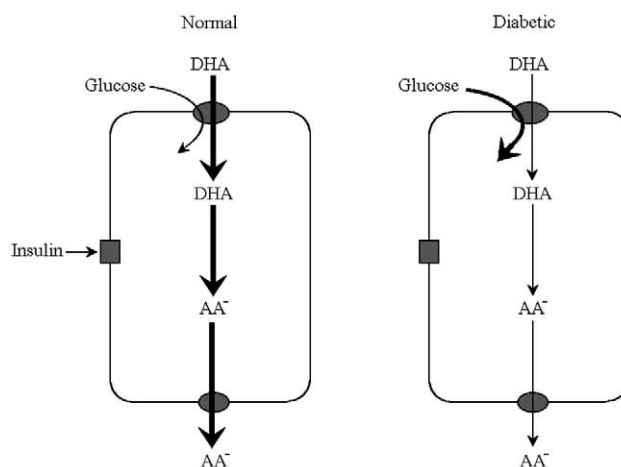 Normal
DHA
Glucose
DHA
Insulin
AA⁻
AA⁻
Diabetic
DHA
Glucose
DHA
AA⁻
AA⁻